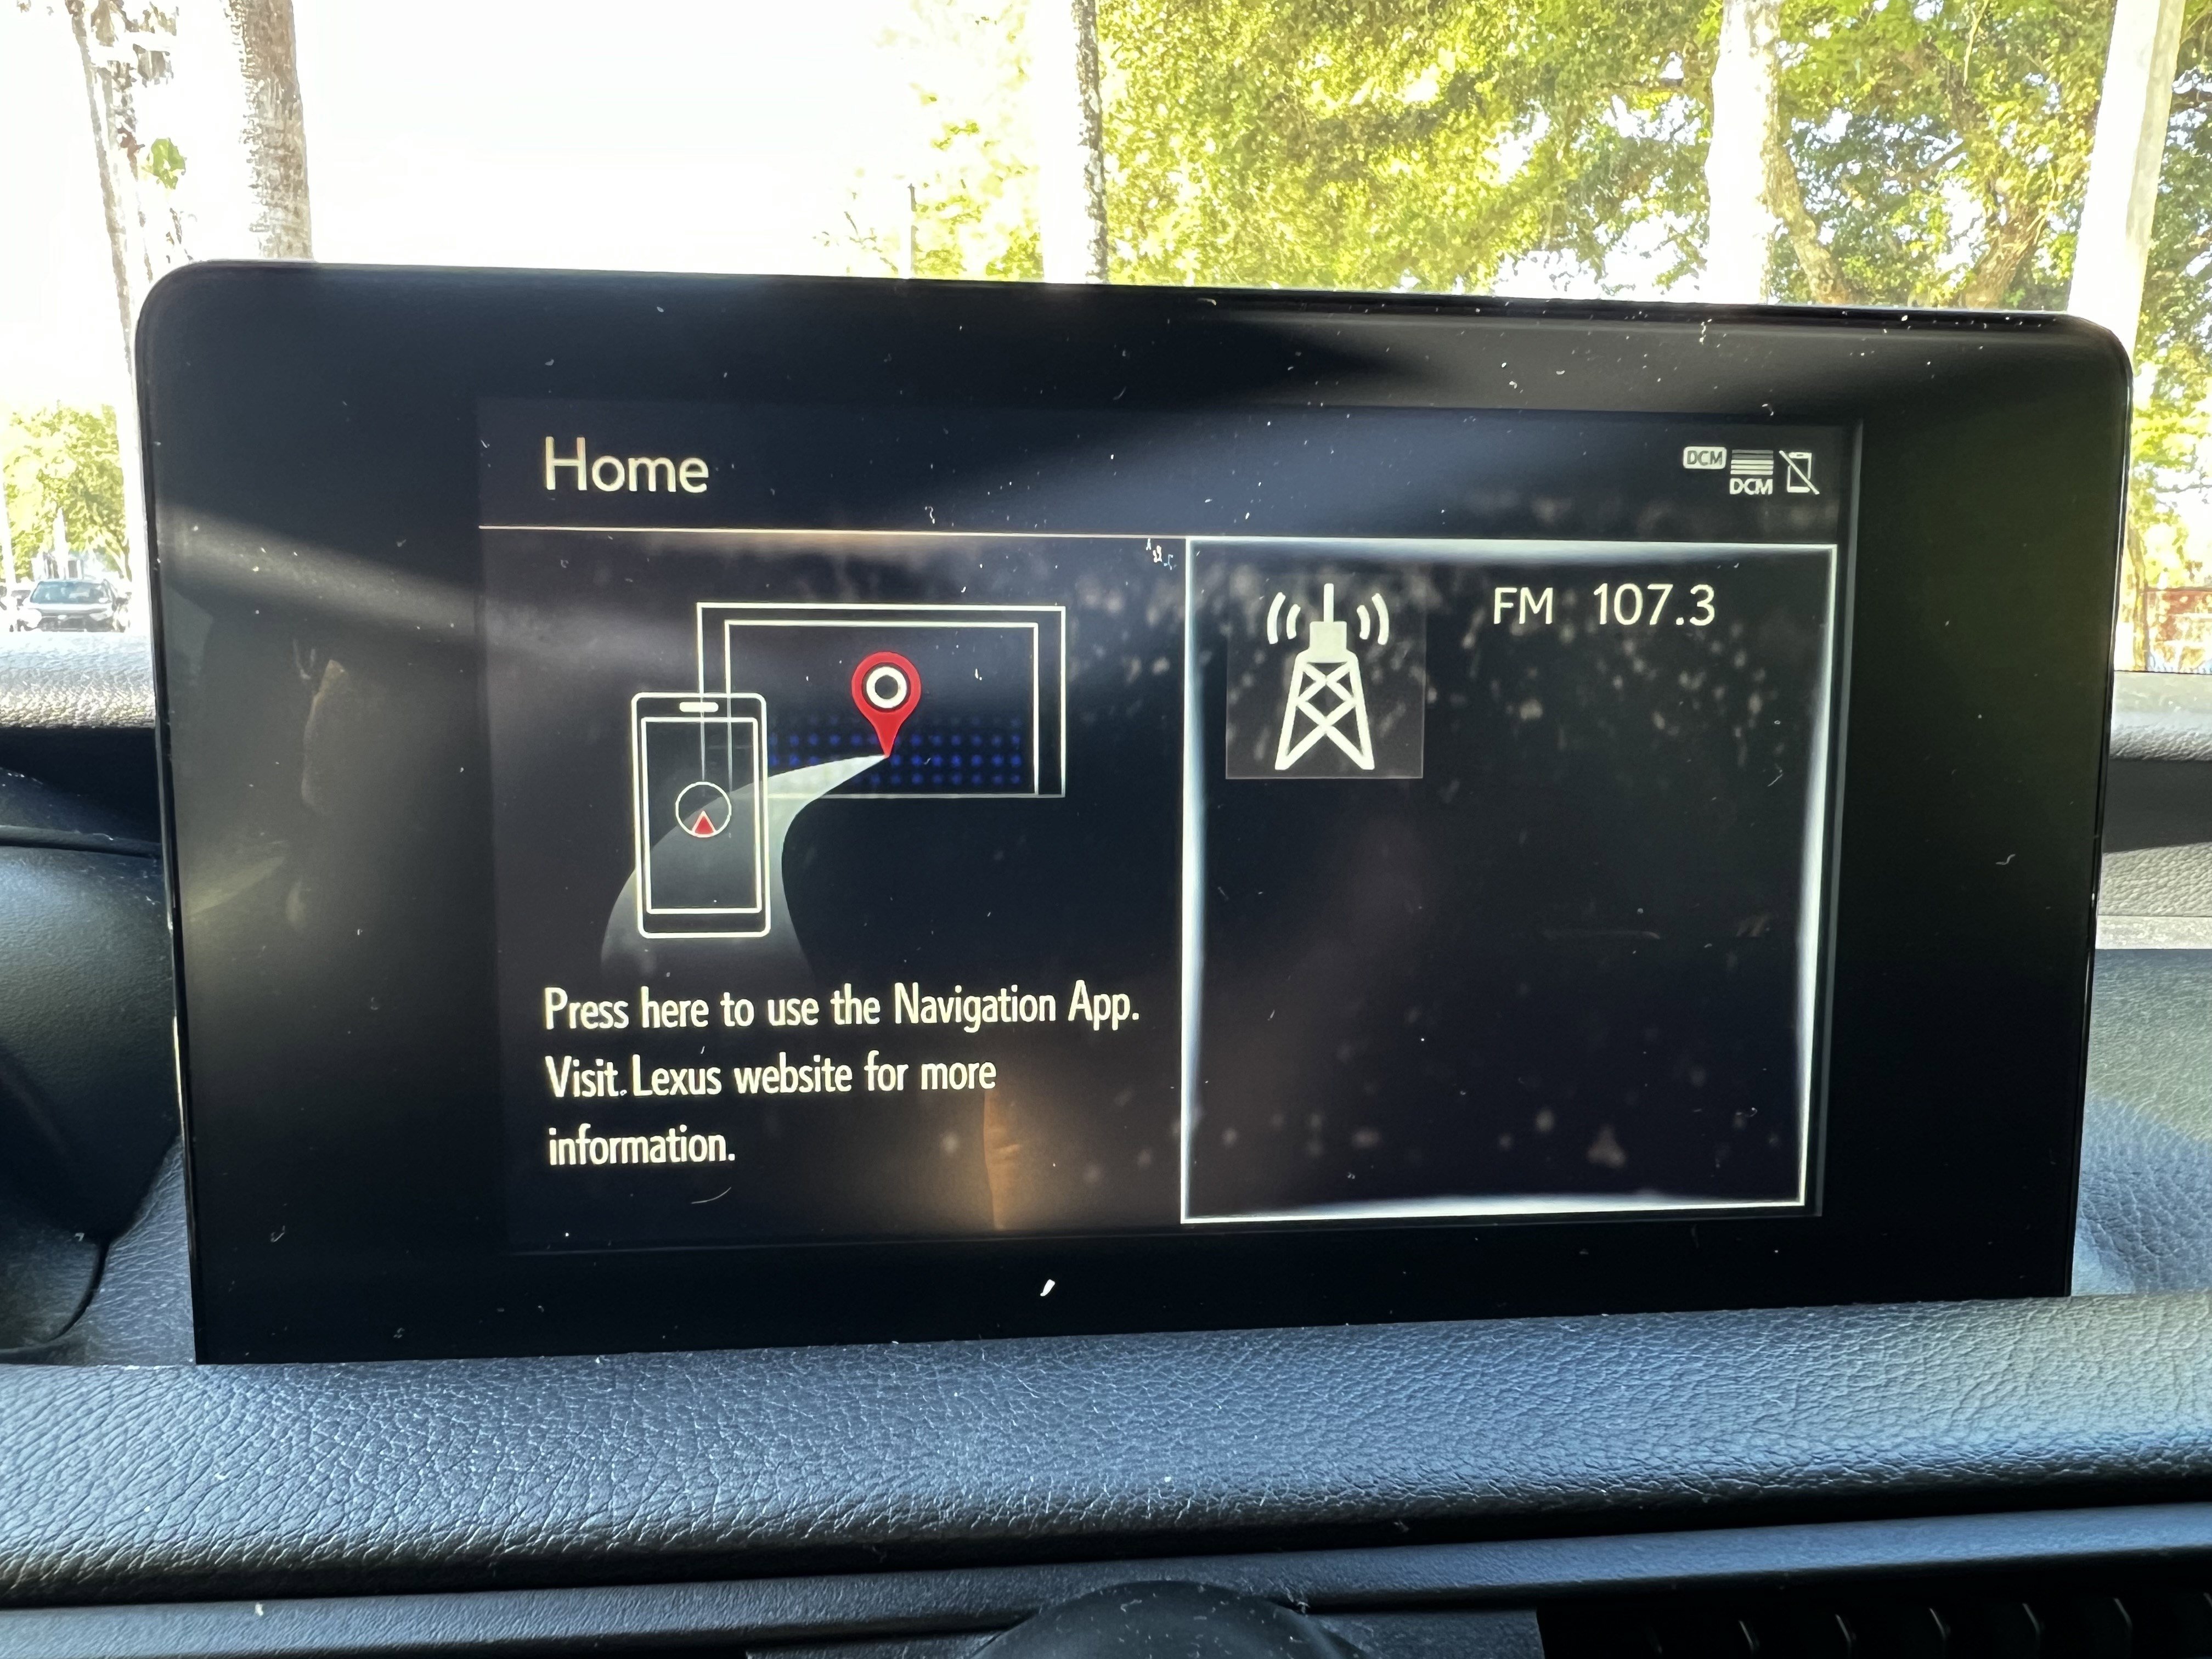 Home
DCM
DCM
FM 107.3
Press here to use the Navigation App.
Visit Lexus website for more
information.